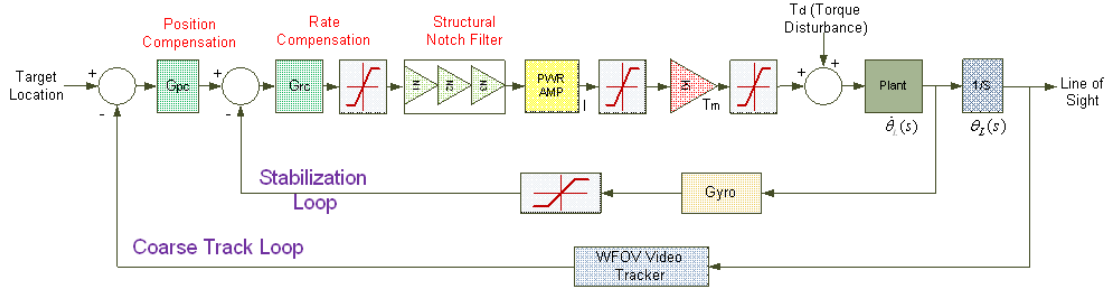 Position
Compensation
Rate
Compensation
Structural
Notch Filter
Td (Torque
Disturbance)
Target
Location
+
-
Gpc
+
-
Grc
N1
N2
N3
PWR
AMP
I
Tm
+
+
Plant
1/S
Line of
Sight
θ_L(s)
Stabilization
Loop
Gyro
Coarse Track Loop
WFOV Video
Tracker